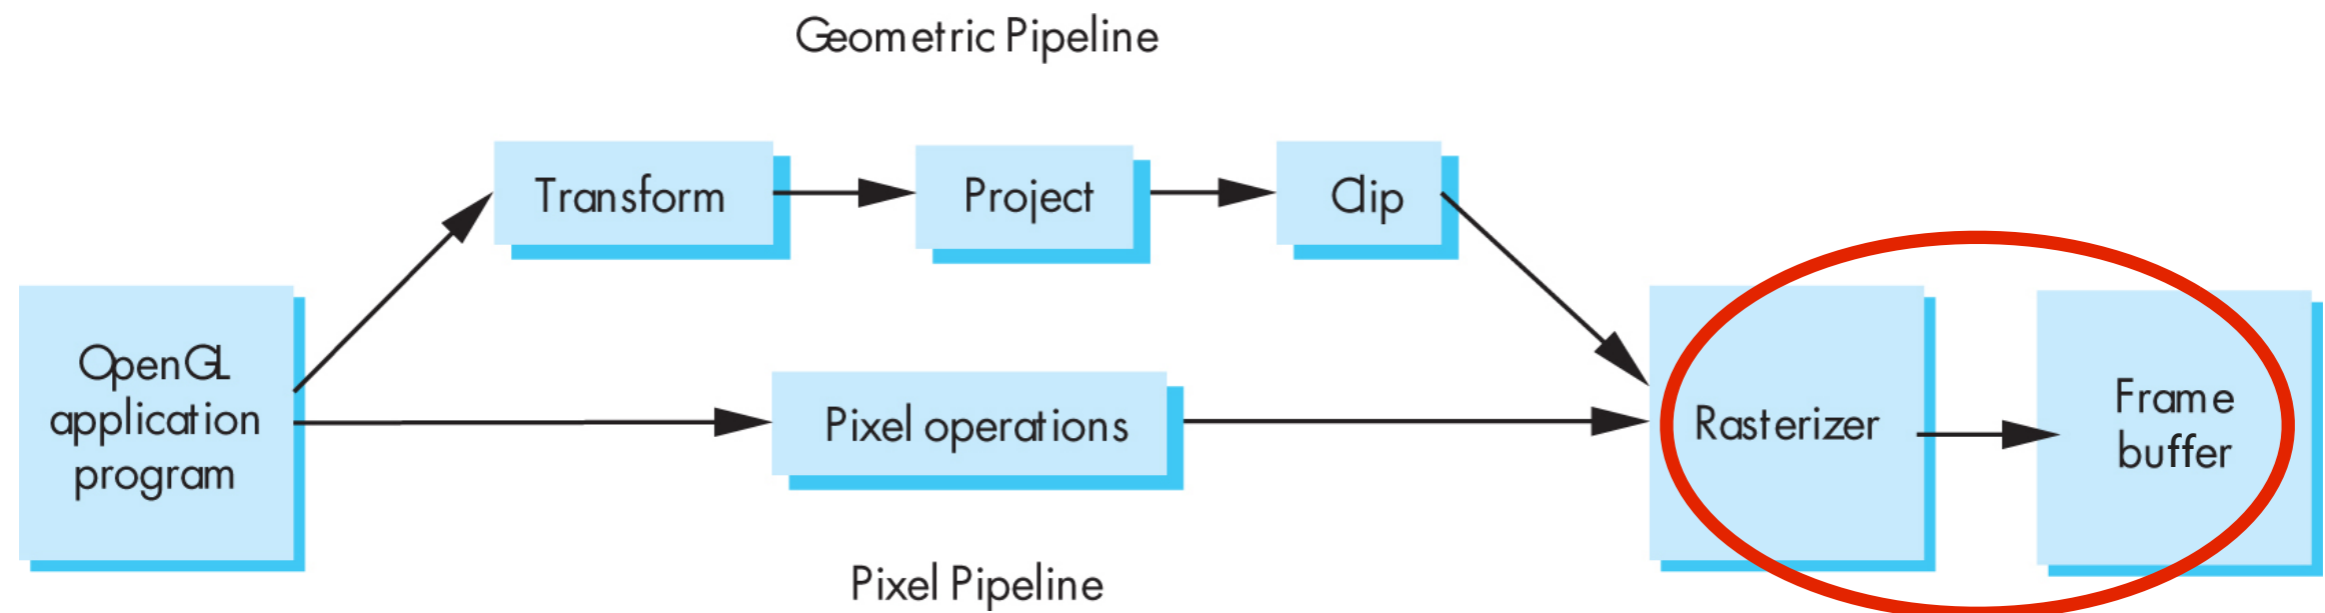 Geometric Pipeline
Transform
Project
Clip
OpenGL
application
program
Pixel operations
Rasterizer
Frame
buffer
Pixel Pipeline